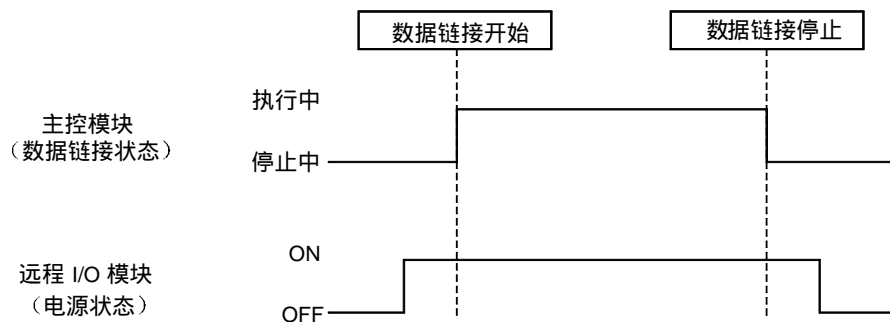 数据链接开始
数据链接停止
执行中
主控模块
（数据链接状态）
停止中
ON
远程 I/O 模块
（电源状态）
OFF